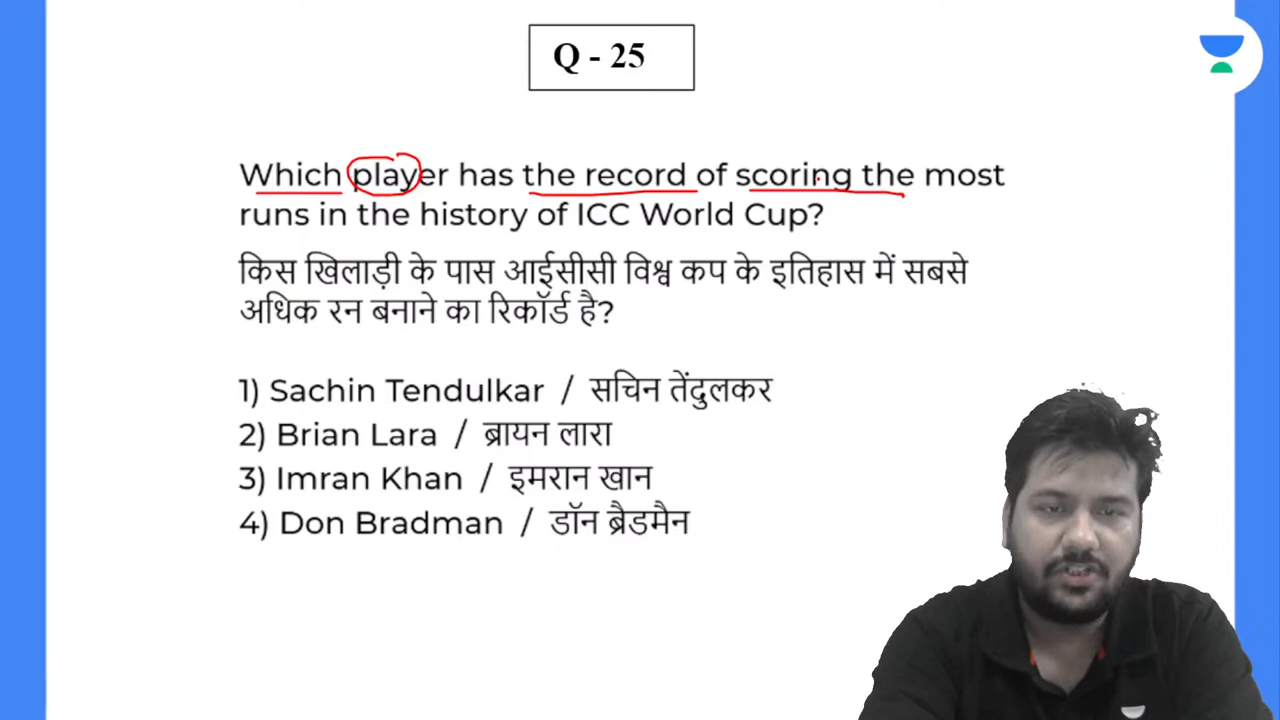 Q - 25
Which player has the record of scoring the most
runs in the history of ICC World Cup?
किस खिलाड़ी के पास आईसीसी विश्व कप के इतिहास में सबसे
अधिक रन बनाने का रिकॉर्ड है?
1) Sachin Tendulkar / सचिन तेंदुलकर
2) Brian Lara / ब्रायन लारा
3) Imran Khan / इमरान खान
4) Don Bradman / डॉन ब्रैडमैन